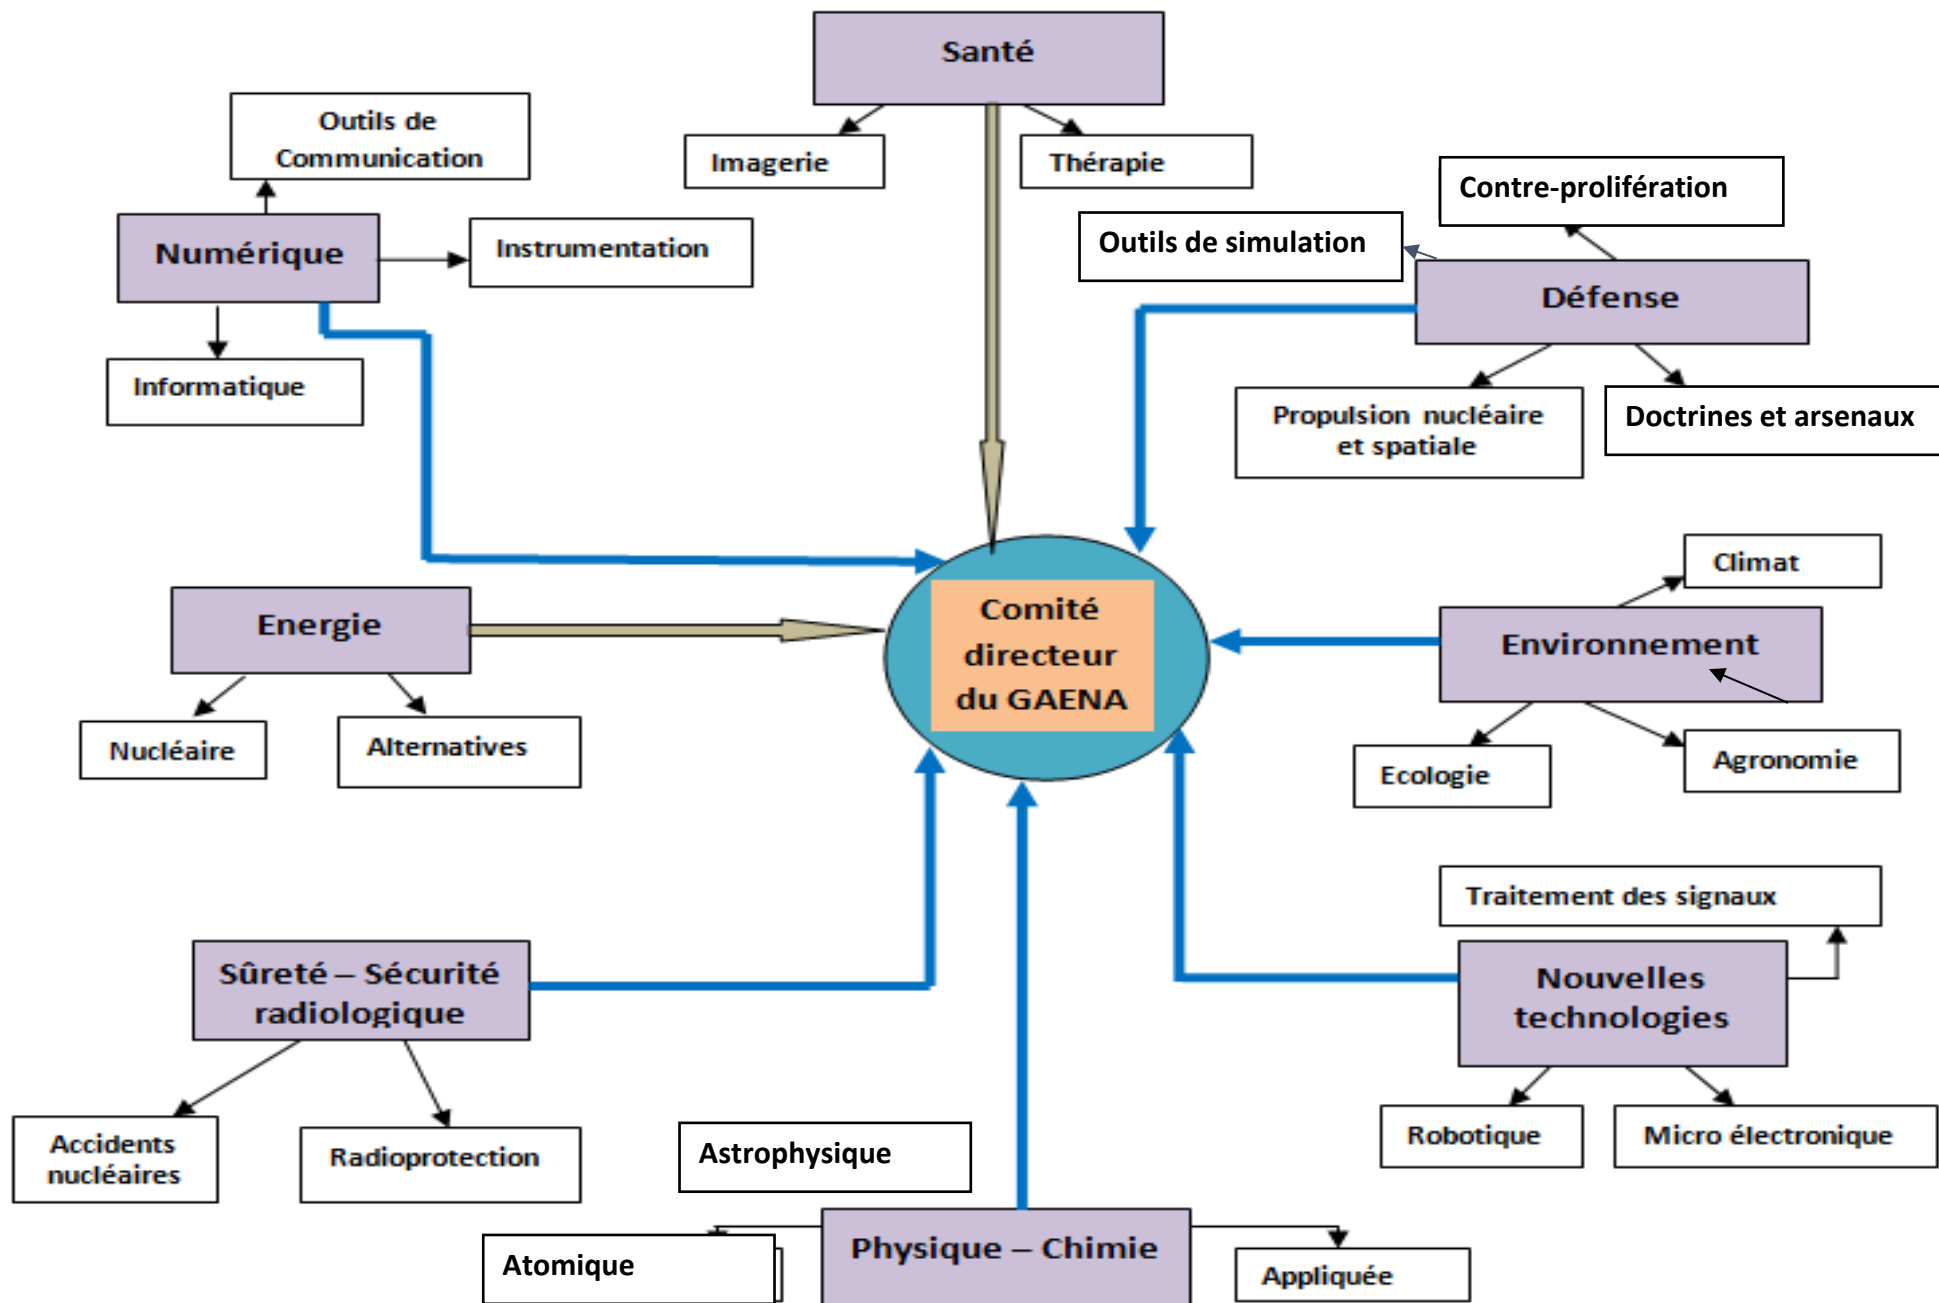 Santé
Outils de
Communication
Imagerie
Thérapie
Contre-prolifération
Numérique
Instrumentation
Outils de simulation
Défense
Informatique
Propulsion nucléaire
et spatiale
Doctrines et arsenaux
Climat
Energie
Comité
directeur
du GAENA
Environnement
Nucléaire
Alternatives
Ecologie
Agronomie
Traitement des signaux
Sûreté – Sécurité
radiologique
Nouvelles
technologies
Accidents
nucléaires
Radioprotection
Astrophysique
Robotique
Micro électronique
Atomique
Physique – Chimie
Appliquée